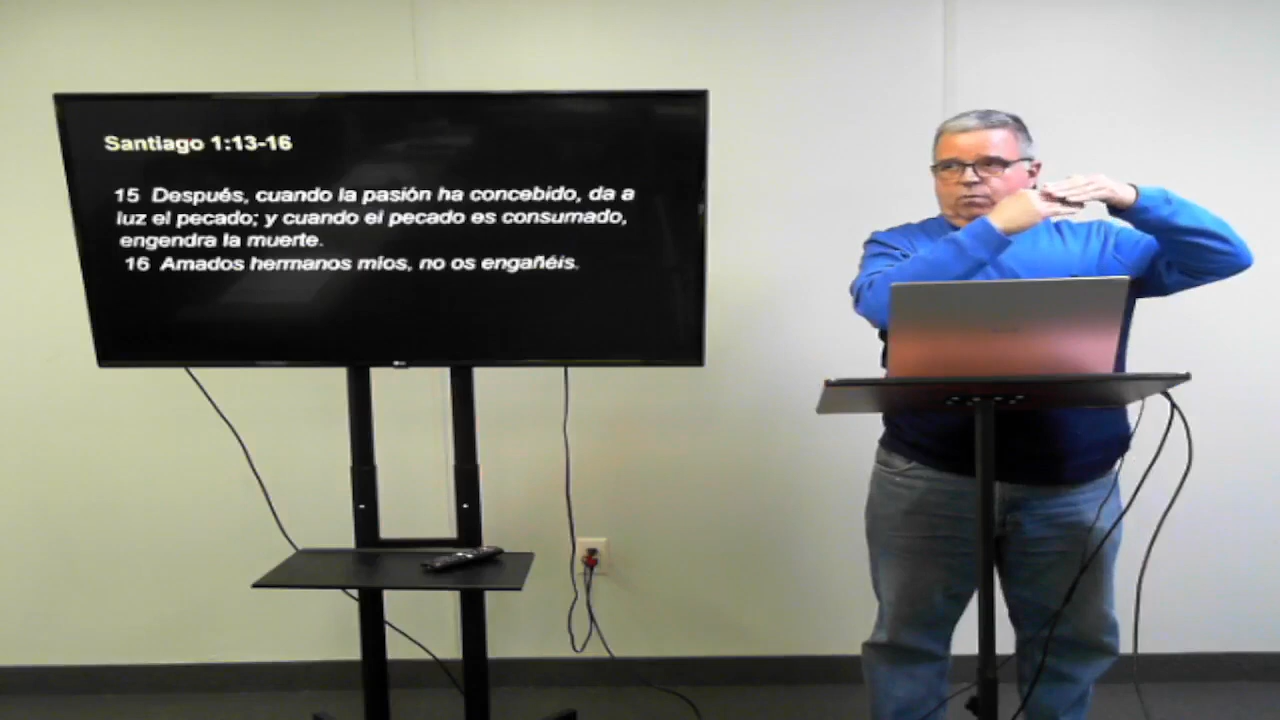 Santiago 1:13-16
15 Después, cuando la pasión ha concebido, da a
luz el pecado; y cuando el pecado es consumado,
engendra la muerte.
16 Amados hermanos míos, no os engañéis.